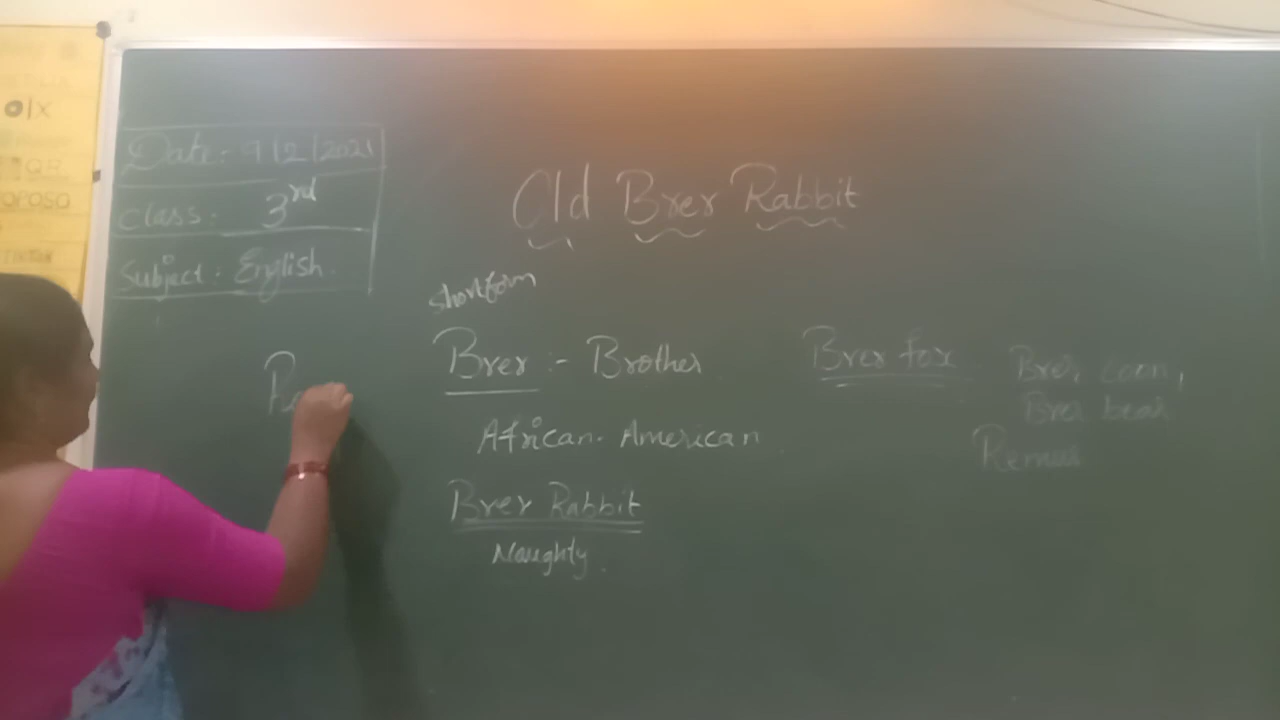 Date:- 9/2/2021
Class: 3rd
Subject: English.
Old Brer Rabbit
shortform
Brer :- Brother
African. American
Brer Rabbit
Naughty.
Brer fox
Brer coon,
Brer bear
Remus